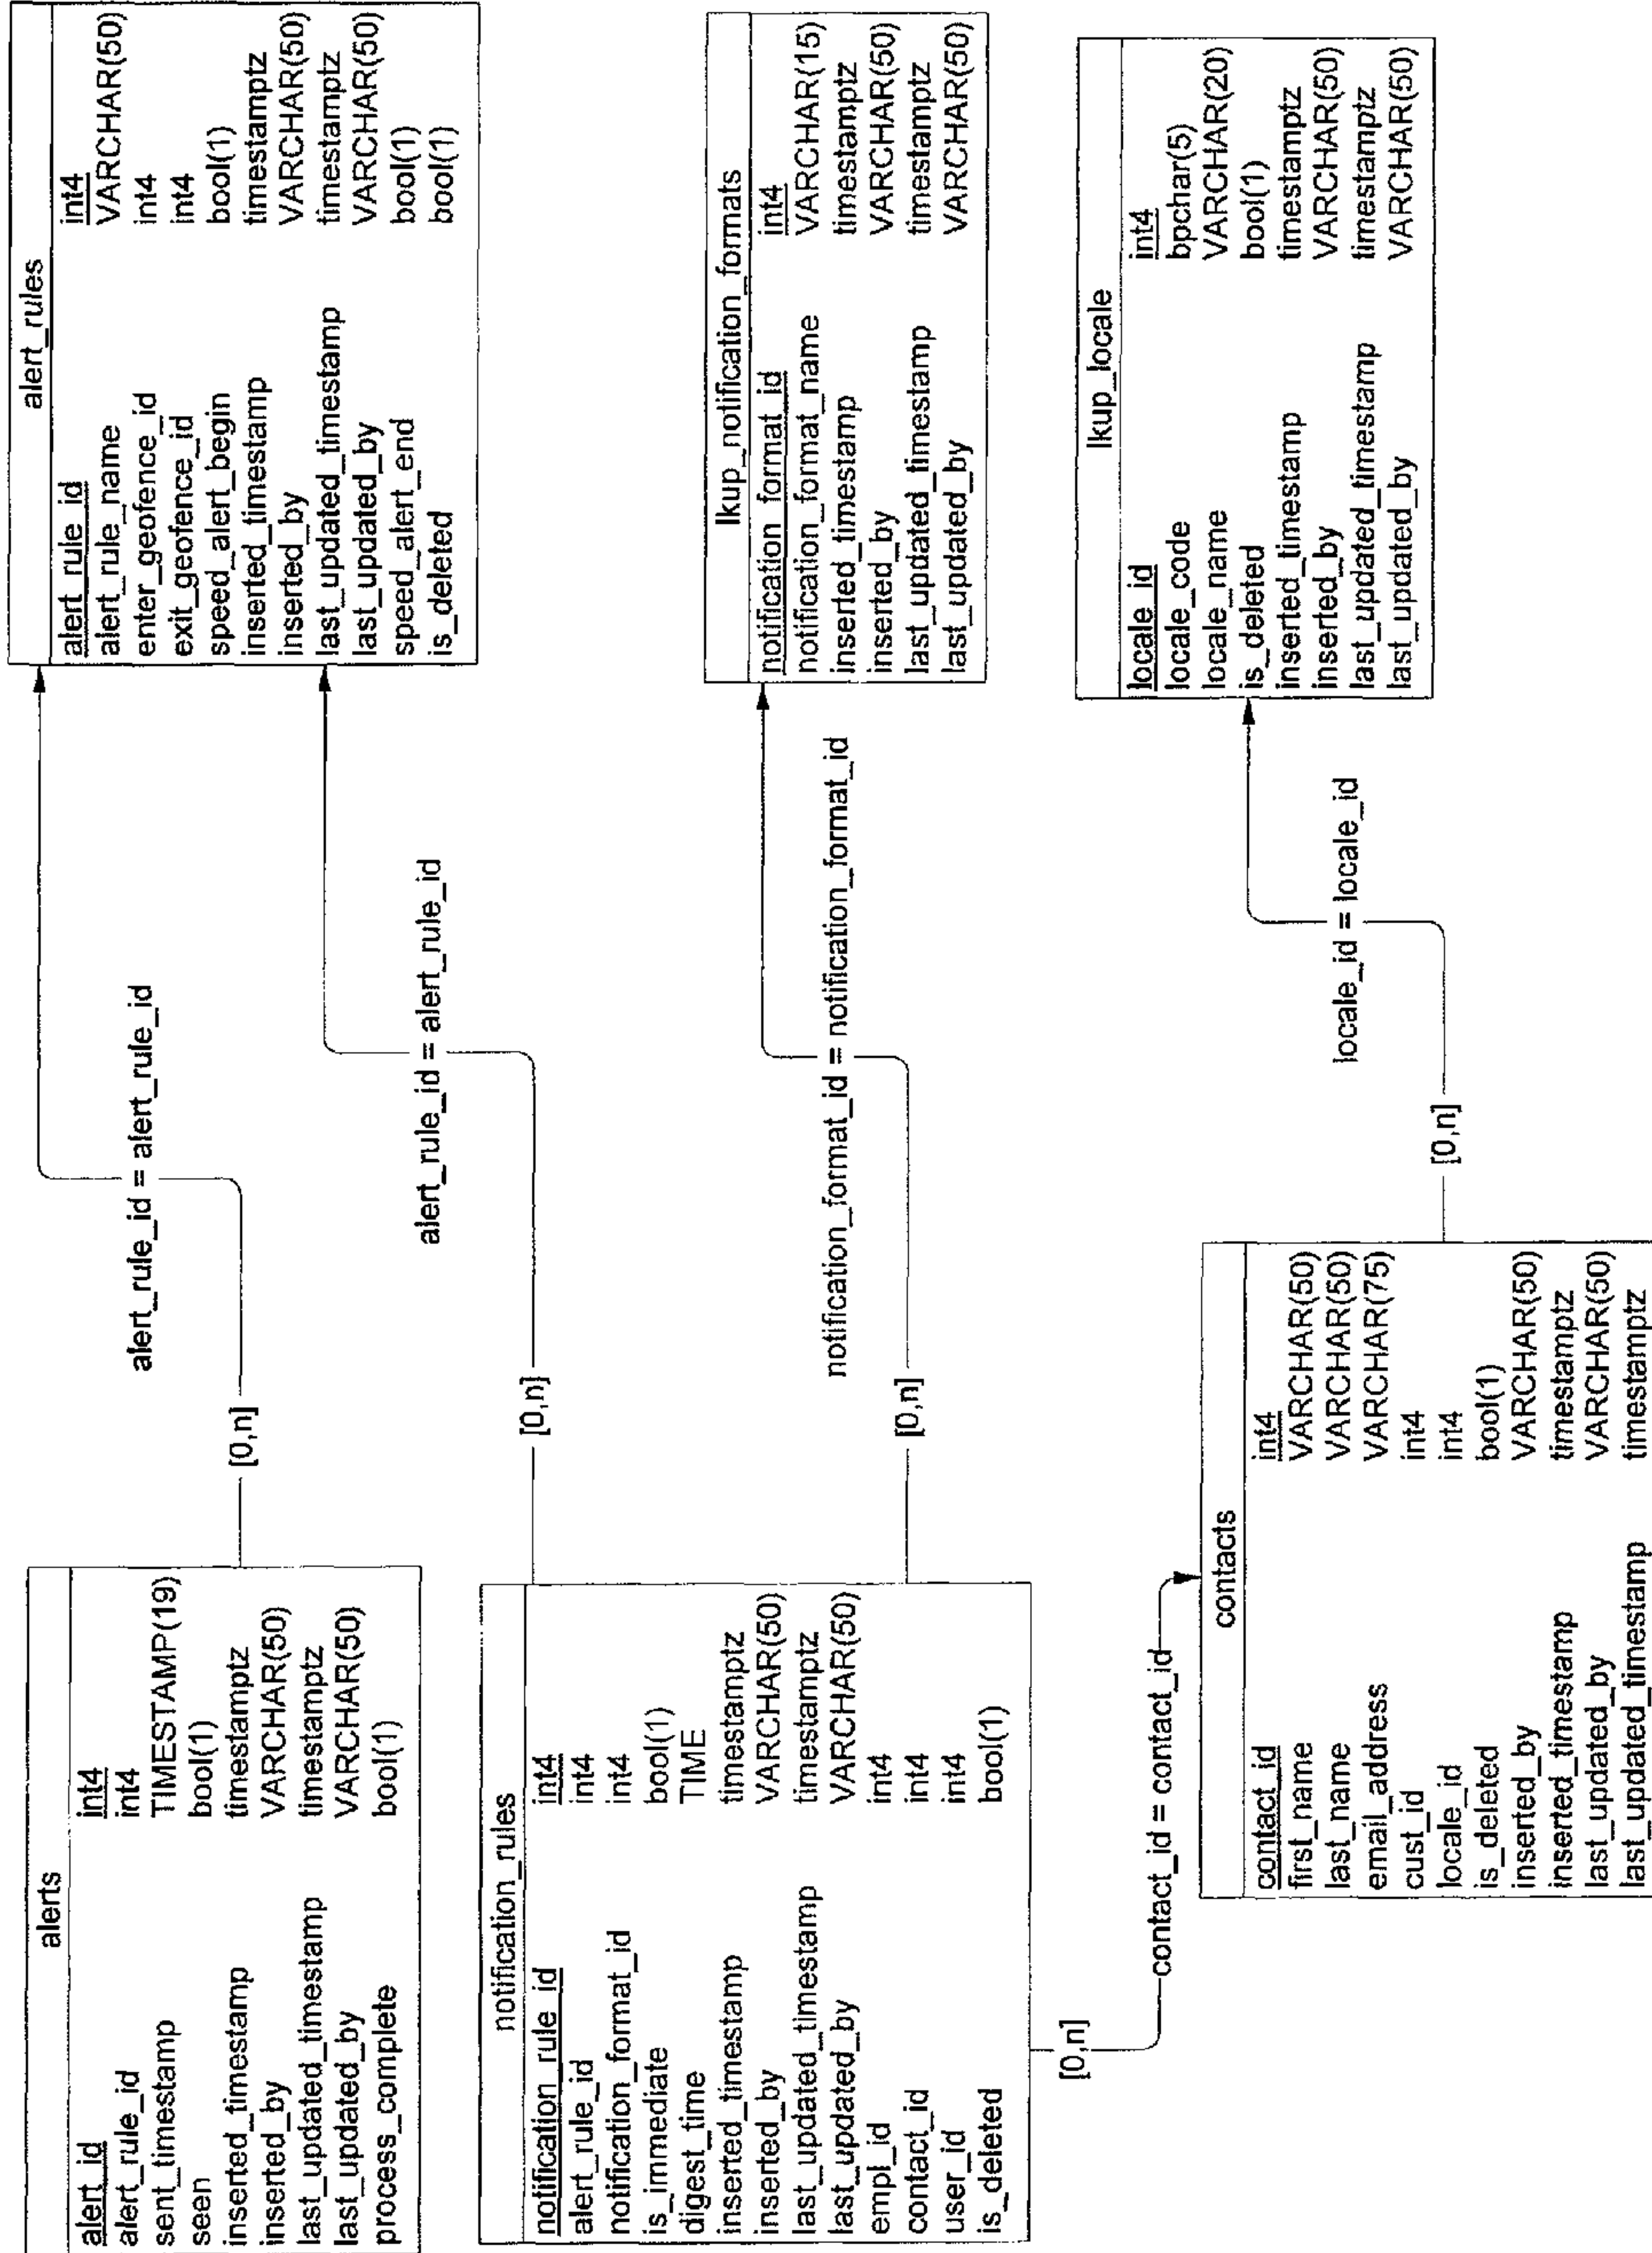 alerts
alert_id int4
alert_rule_id int4
sent_timestamp TIMESTAMP(19)
seen bool(1)
inserted_timestamp timestamptz
inserted_by VARCHAR(50)
last_updated_timestamp timestamptz
last_updated_by VARCHAR(50)
process_complete bool(1)
[0,n]
alert_rule_id = alert_rule_id
alert_rules
alert_rule_id int4
alert_rule_name VARCHAR(50)
enter_geofence_id int4
exit_geofence_id int4
speed_alert_begin bool(1)
inserted_timestamp timestamptz
inserted_by VARCHAR(50)
last_updated_timestamp timestamptz
last_updated_by VARCHAR(50)
speed_alert_end bool(1)
is_deleted bool(1)
notification_rules
notification_rule_id int4
alert_rule_id int4
notification_format_id int4
is_immediate bool(1)
digest_time TIME
inserted_timestamp timestamptz
inserted_by VARCHAR(50)
last_updated_timestamp timestamptz
last_updated_by VARCHAR(50)
empl_id int4
contact_id int4
user_id int4
is_deleted bool(1)
[0,n]
alert_rule_id = alert_rule_id
[0,n]
notification_format_id = notification_format_id
lkup_notification_formats
notification_format_id int4
notification_format_name VARCHAR(15)
inserted_timestamp timestamptz
inserted_by VARCHAR(50)
last_updated_timestamp timestamptz
last_updated_by VARCHAR(50)
[0,n]
contact_id = contact_id
contacts
contact_id int4
first_name VARCHAR(50)
last_name VARCHAR(50)
email_address VARCHAR(75)
cust_id int4
locale_id int4
is_deleted bool(1)
inserted_by VARCHAR(50)
inserted_timestamp timestamptz
last_updated_by VARCHAR(50)
last_updated_timestamp timestamptz
[0,n]
locale_id = locale_id
lkup_locale
locale_id int4
locale_code bpchar(5)
locale_name VARCHAR(20)
is_deleted bool(1)
inserted_timestamp timestamptz
inserted_by VARCHAR(50)
last_updated_timestamp timestamptz
last_updated_by VARCHAR(50)